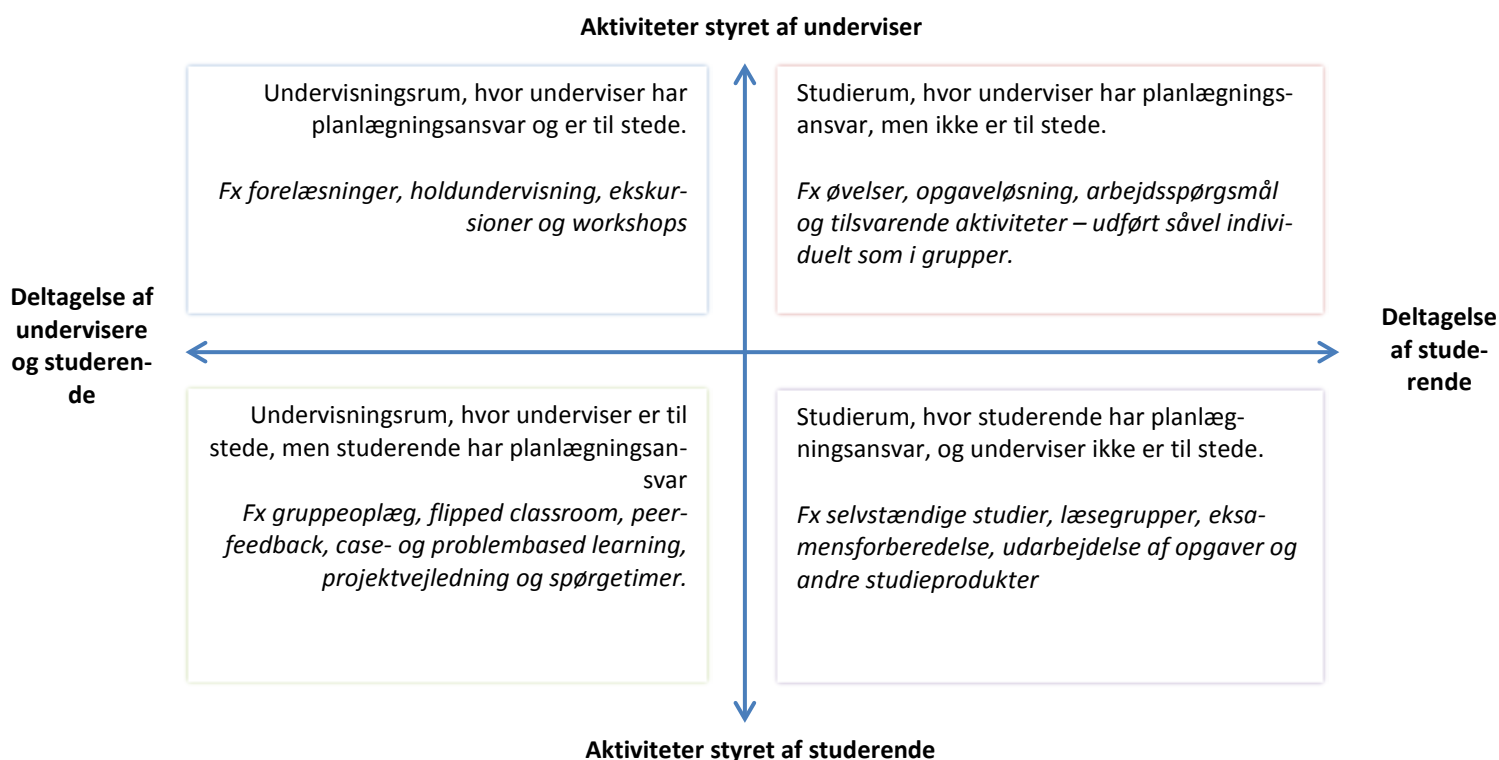 Aktiviteter styret af underviser
Undervisningsrum, hvor underviser har
planlægningsansvar og er til stede.
Fx forelæsninger, holdundervisning, ekskur-
sioner og workshops
Studierum, hvor underviser har planlægnings-
ansvar, men ikke er til stede.
Fx øvelser, opgaveløsning, arbejdsspørgsmål
og tilsvarende aktiviteter – udført såvel indivi-
duelt som i grupper.
Deltagelse af
undervisere
og studeren-
de
Deltagelse
af stude-
rende
Undervisningsrum, hvor underviser er til
stede, men studerende har planlægningsan-
svar
Fx gruppeoplæg, flipped classroom, peer-
feedback, case- og problembased learning,
projektvejledning og spørgetimer.
Studierum, hvor studerende har planlæg-
ningsansvar, og underviser ikke er til stede.
Fx selvstændige studier, læsegrupper, eksa-
mensforberedelse, udarbejdelse af opgaver og
andre studieprodukter
Aktiviteter styret af studerende